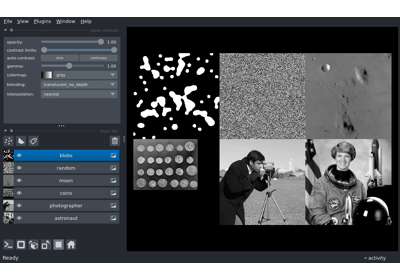 File View Plugins Window Help
opacity: 1.00
contrast limits:
auto-contrast: once continuous
gamma: 1.00
colormap: gray
blending: translucent_no_depth
interpolation: nearest
blobs
random
moon
coins
photographer
astronaut
Ready
activity